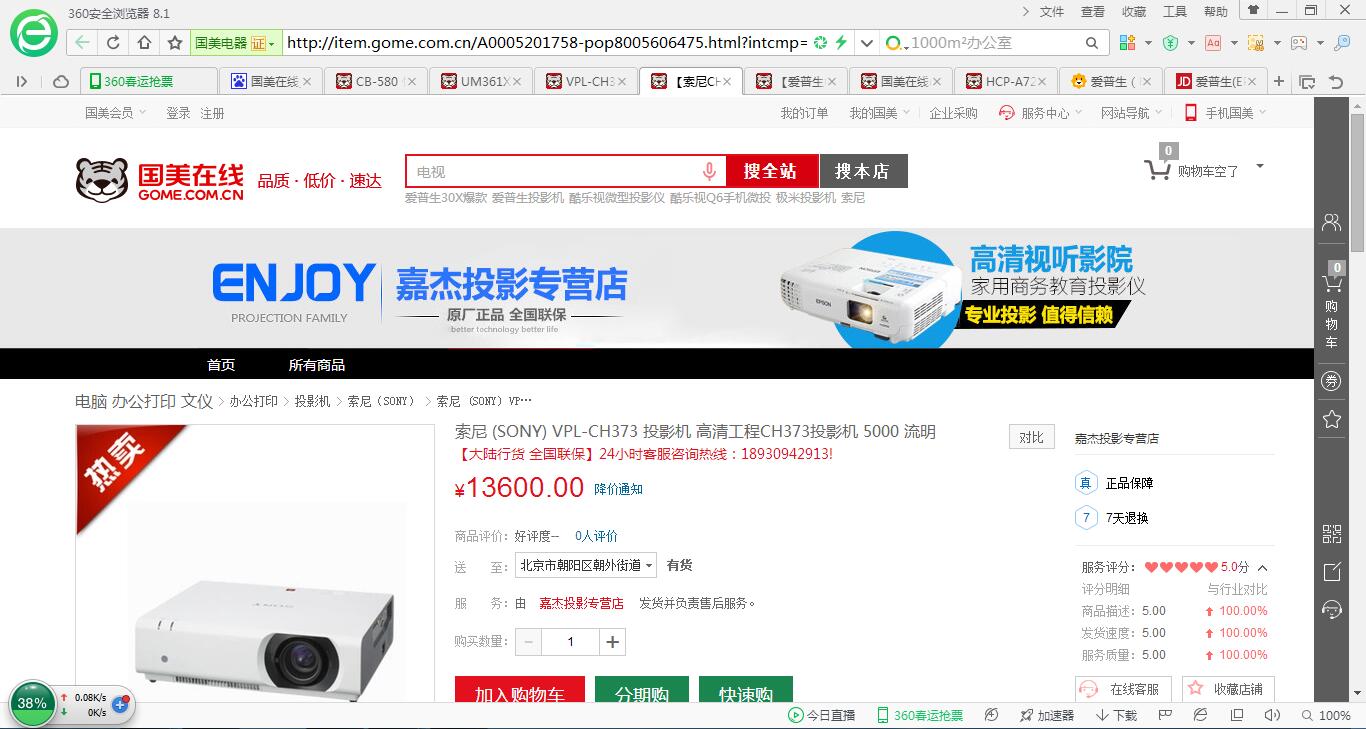 360安全浏览器 8.1
文件 查看 收藏 工具 帮助
国美电器 证 http://item.gome.com.cn/A0005201758-pop8005606475.html?intcmp= 1000m²办公室
360春运抢票 国美在线 CB-580 UM361X VPL-CH3 【索尼CH 【爱普生 国美在线 HCP-A72 爱普生（ JD 爱普生(E
国美会员 登录 注册 我的订单 我的国美 企业采购 服务中心 网站导航 手机国美
国美在线
GOME.COM.CN
品质 · 低价 · 速达
电视 搜全站 搜本店
0
购物车空了
爱普生30X爆款 爱普生投影机 酷乐视微型投影仪 酷乐视Q6手机微投 极米投影机 索尼
ENJOY
PROJECTION FAMILY
嘉杰投影专营店
原厂正品 全国联保
better technology better life
EPSON
高清视听影院
家用商务教育投影仪
专业投影 值得信赖
首页 所有商品
电脑 办公打印 文仪 > 办公打印 > 投影机 > 索尼（SONY） > 索尼（SONY）VP…
热卖
SONY
索尼 (SONY) VPL-CH373 投影机 高清工程CH373投影机 5000 流明
【大陆行货 全国联保】24小时客服咨询热线：18930942913!
¥13600.00 降价通知
商品评价： 好评度-- 0人评价
送 至： 北京市朝阳区朝外街道 有货
服 务： 由 嘉杰投影专营店 发货并负责售后服务。
购买数量： − 1 +
加入购物车 分期购 快速购
对比
嘉杰投影专营店
真 正品保障
7 7天退换
服务评分： 5.0分
评分明细 与行业对比
商品描述： 5.00 100.00%
发货速度： 5.00 100.00%
服务质量： 5.00 100.00%
在线客服 收藏店铺
0
购物车
券
38% 0.08K/s
0K/s
今日直播 360春运抢票 加速器 下载 100%